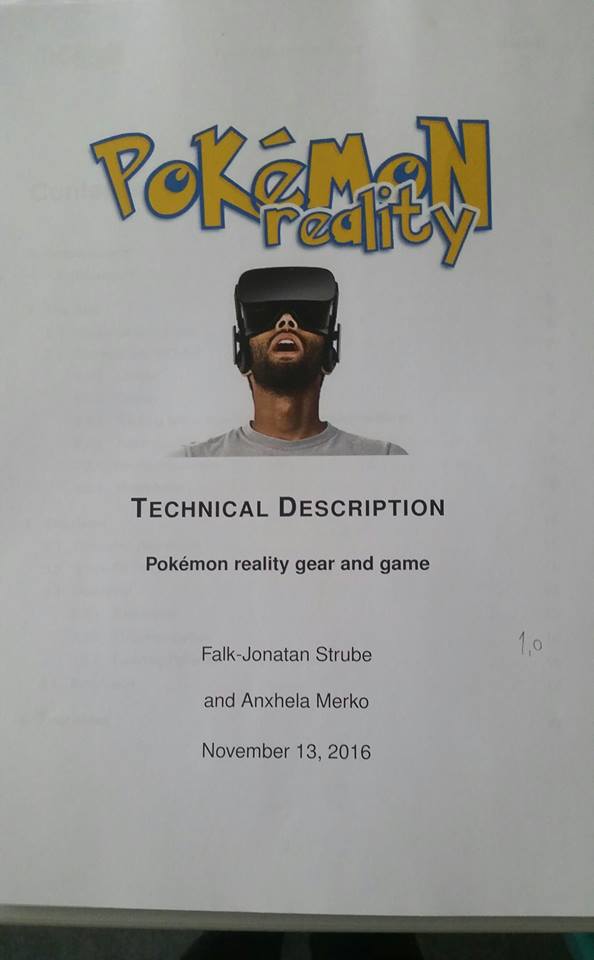 Pokémon
reality
TECHNICAL DESCRIPTION
Pokémon reality gear and game
Falk-Jonatan Strube
1,0
and Anxhela Merko
November 13, 2016